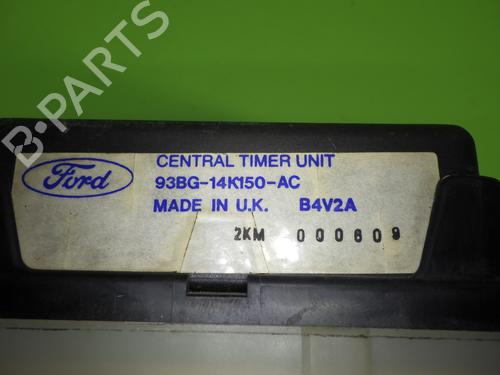 B-PARTS
CENTRAL TIMER UNIT
Ford
93BG-14K150-AC
MADE IN U.K. B4V2A
2KM 000609